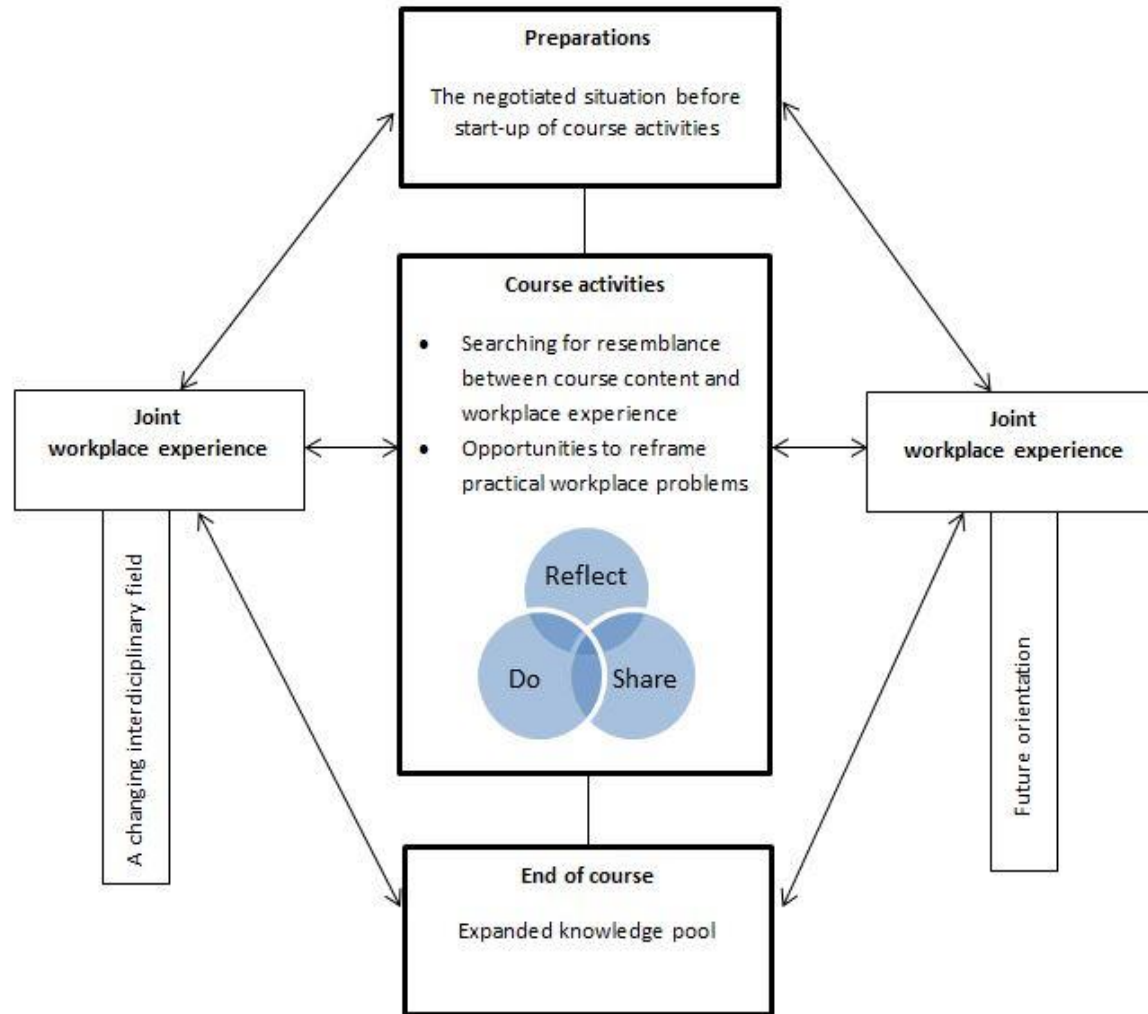 Preparations
The negotiated situation before
start-up of course activities
Course activities
• Searching for resemblance
between course content and
workplace experience
• Opportunities to reframe
practical workplace problems
Reflect
Do
Share
Joint
workplace experience
A changing interdiciplinary field
Joint
workplace experience
Future orientation
End of course
Expanded knowledge pool